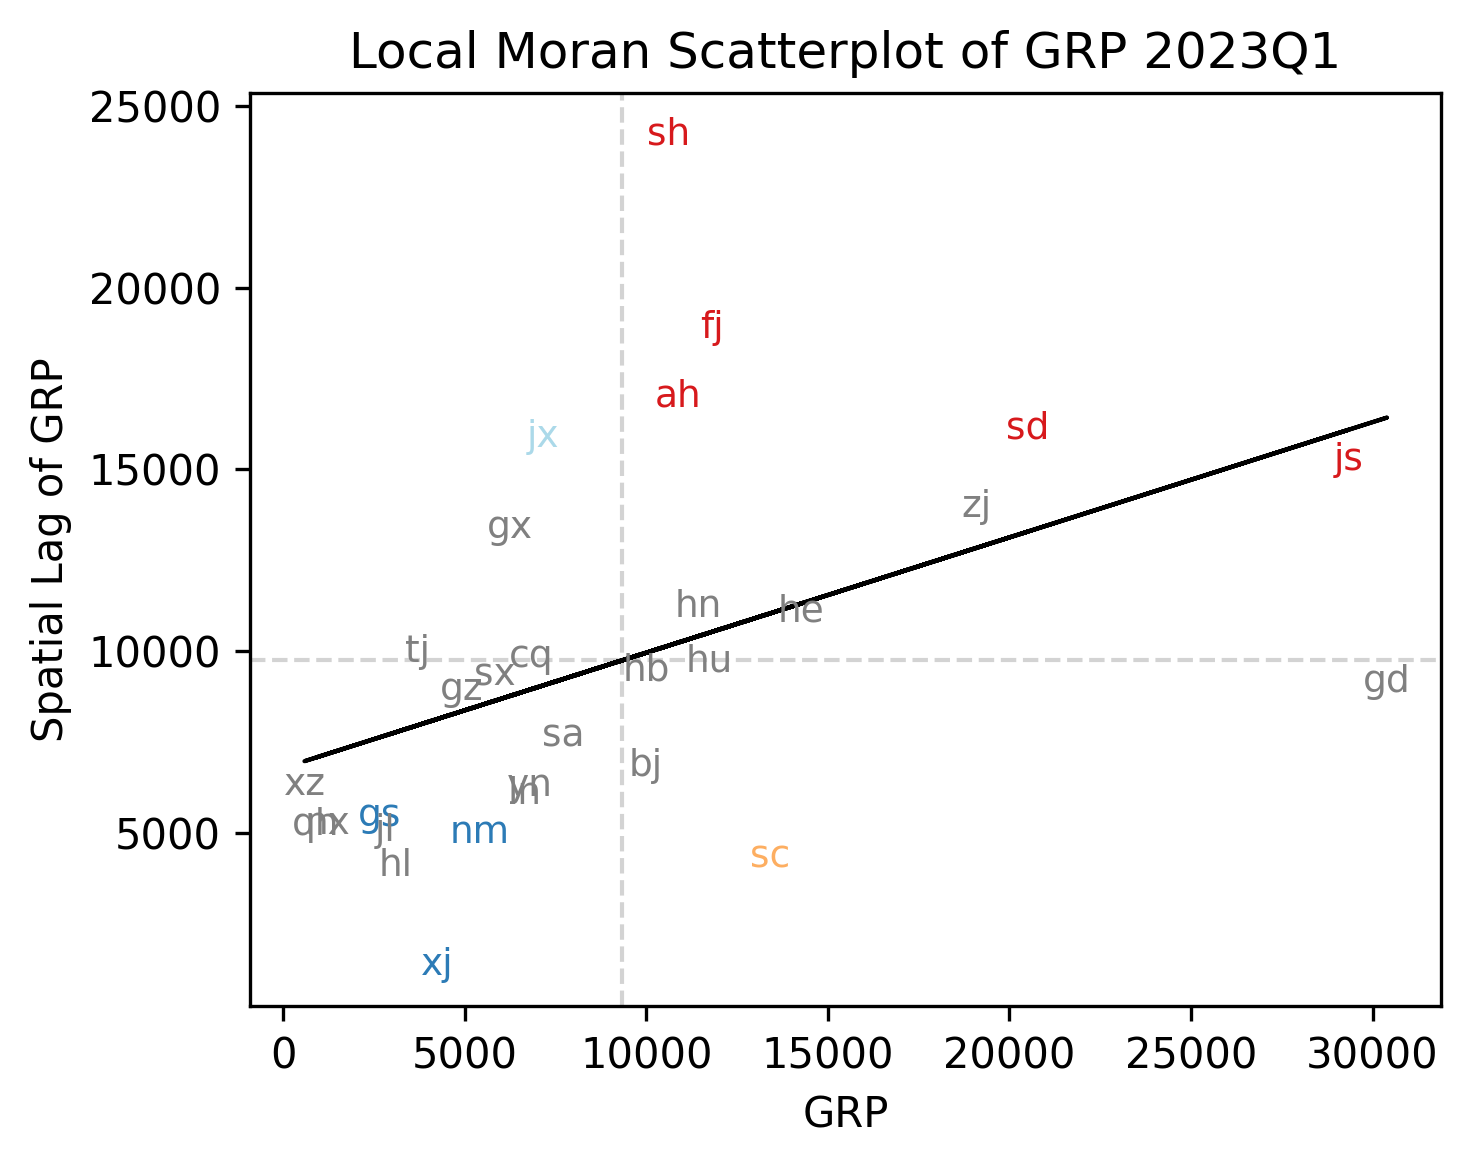 Local Moran Scatterplot of GRP 2023Q1
25000
20000
15000
10000
5000
Spatial Lag of GRP
sh
fj
ah
jx
sd
js
zj
gx
hn
he
tj
cq
sx
hb
hu
gz
gd
sa
bj
xz
yn
ln
gs
qh
nx
jl
nm
hl
sc
xj
0 5000 10000 15000 20000 25000 30000
GRP